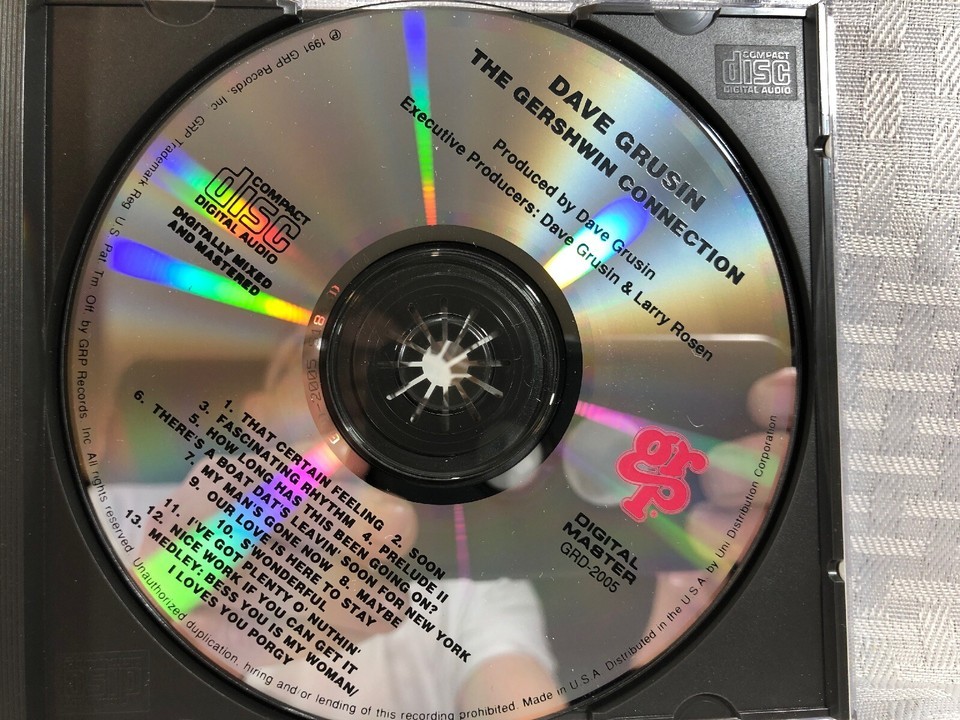 DAVE GRUSIN
THE GERSHWIN CONNECTION
Produced by Dave Grusin
Executive Producers: Dave Grusin & Larry Rosen
COMPACT
disc
DIGITAL AUDIO
COMPACT
disc
DIGITAL AUDIO
DIGITALLY MIXED
AND MASTERED
grp
DIGITAL
MASTER
GRD-2005
1. THAT CERTAIN FEELING 2. SOON
3. FASCINATING RHYTHM 4. PRELUDE II
5. HOW LONG HAS THIS BEEN GOING ON?
6. THERE'S A BOAT DAT'S LEAVIN' SOON FOR NEW YORK
7. MY MAN'S GONE NOW 8. MAYBE
9. OUR LOVE IS HERE TO STAY
10. 'S WONDERFUL
11. I'VE GOT PLENTY O' NUTHIN'
12. NICE WORK IF YOU CAN GET IT
13. MEDLEY: BESS YOU IS MY WOMAN/
I LOVES YOU PORGY
℗ 1991 GRP Records, Inc. GRP Trademark Reg. U.S. Pat. Tm. Off. by GRP Records, Inc. All rights reserved. Unauthorized duplication, hiring and/or lending of this recording prohibited. Made in U.S.A. Distributed in the U.S.A. by Uni Distribution Corporation